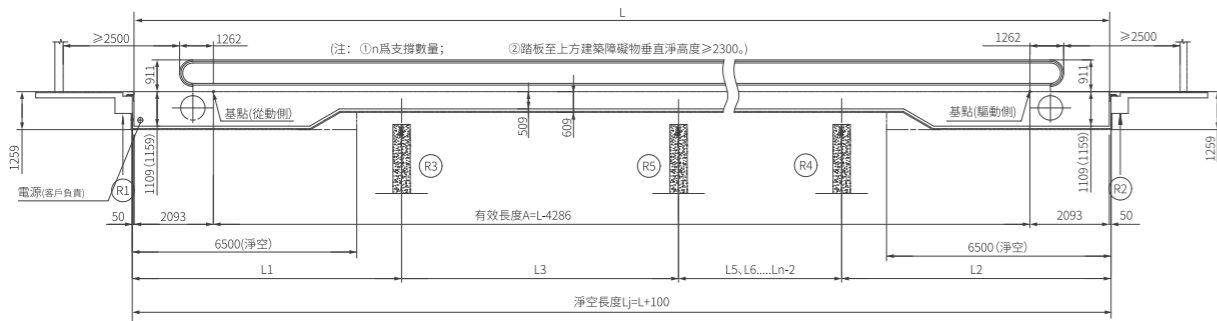 L
≥2500
1262
(注: ①n爲支撐數量; ②踏板至上方建築障礙物垂直淨高度≥2300。)
1262
≥2500
911
911
基點(從動側)
509
609
基點(驅動側)
1259
1109(1159)
1109(1159)
1259
R3
R5
R4
電源(客戶負責)
R1
R2
50
2093
有效長度A=L-4286
2093
50
6500(淨空)
6500(淨空)
L1
L3
L5、L6.....Ln-2
L2
淨空長度Lj=L+100